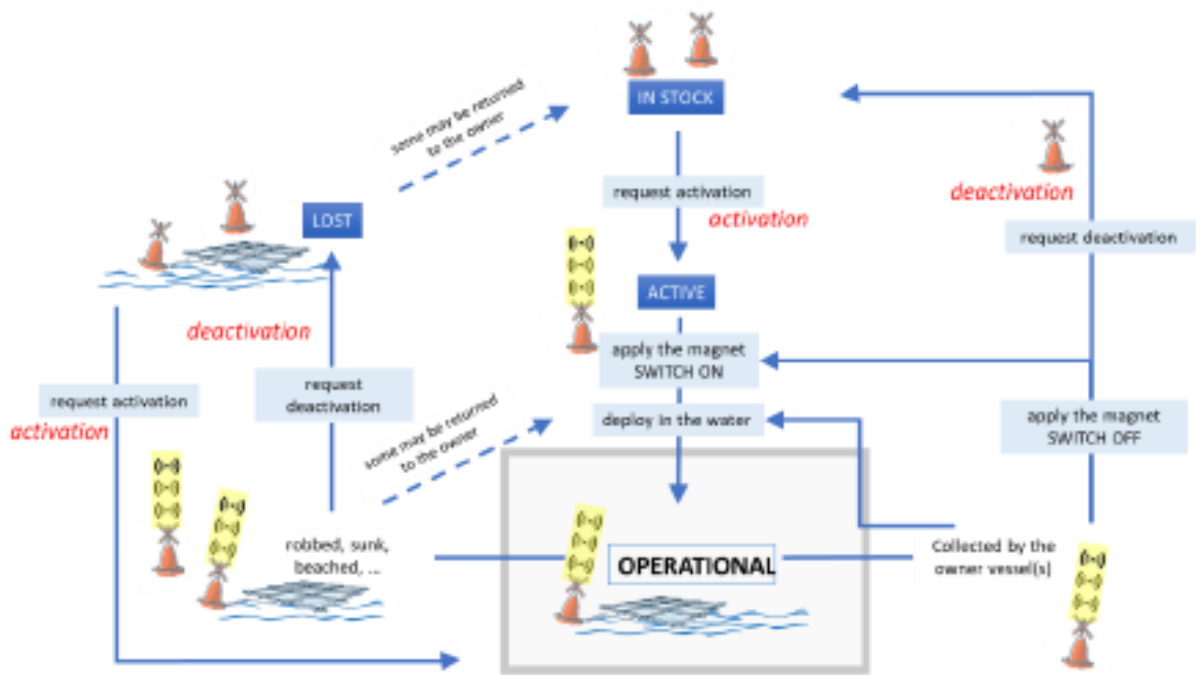 some may be returned
to the owner
IN STOCK
request activation
activation
deactivation
request deactivation
LOST
ACTIVE
deactivation
request
deactivation
apply the magnet
SWITCH ON
request activation
activation
some may be returned
to the owner
deploy in the water
apply the magnet
SWITCH OFF
robbed, sunk,
beached, ...
OPERATIONAL
Collected by the
owner vessel(s)